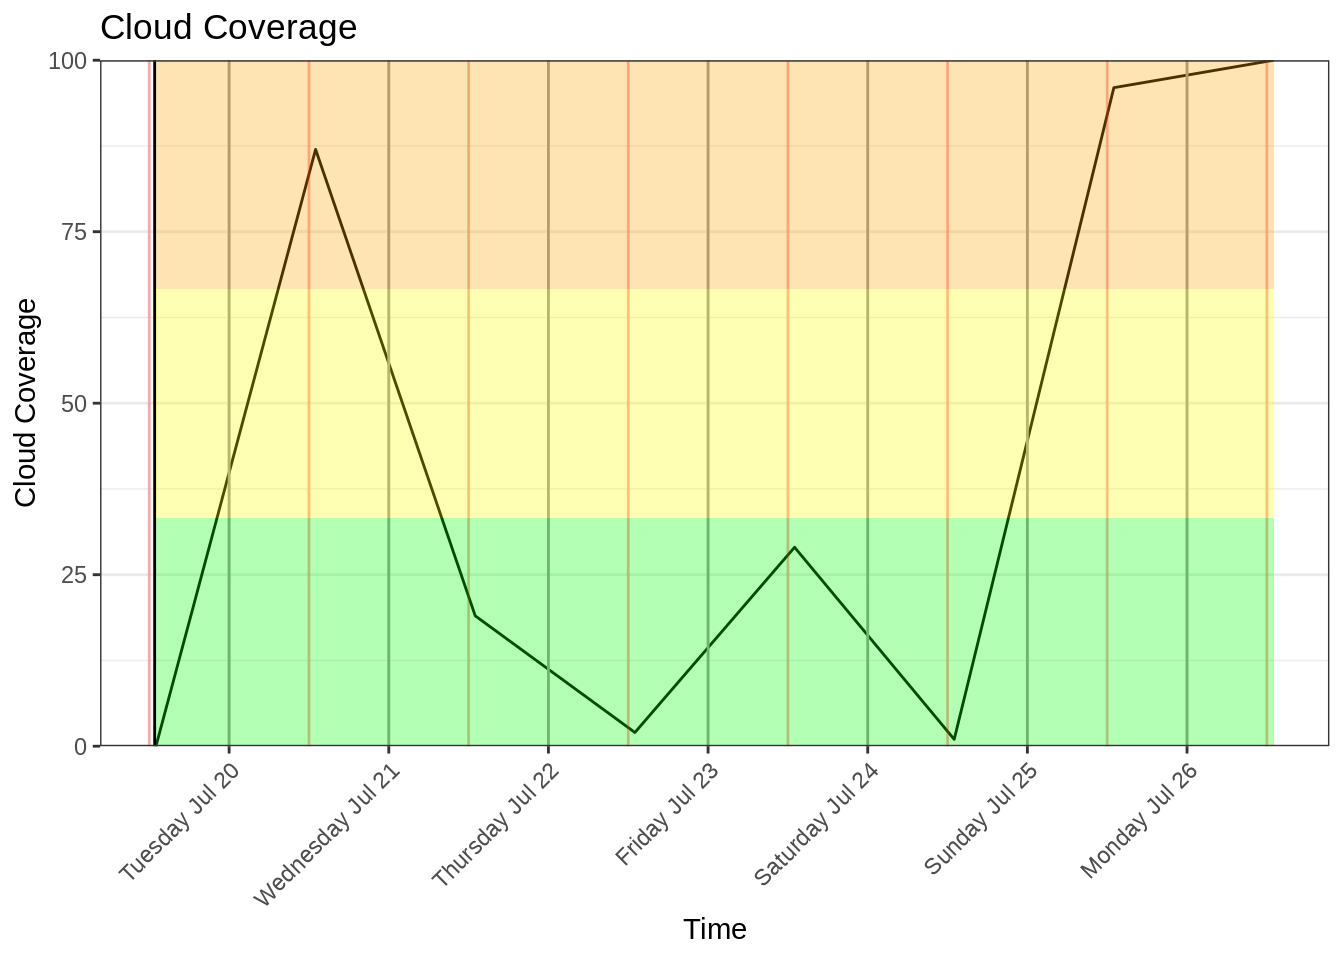 Cloud Coverage
100
75
50
25
0
Cloud Coverage
Tuesday Jul 20
Wednesday Jul 21
Thursday Jul 22
Friday Jul 23
Saturday Jul 24
Sunday Jul 25
Monday Jul 26
Time